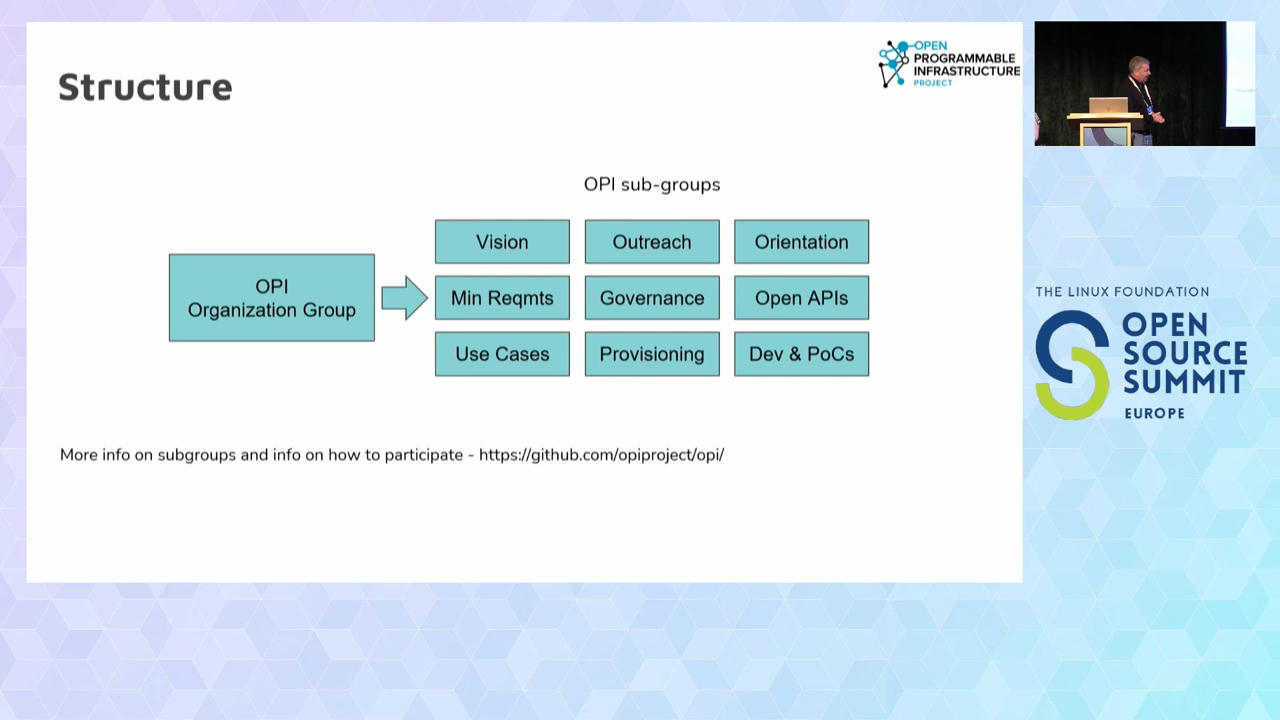 Structure
OPEN
PROGRAMMABLE
INFRASTRUCTURE
PROJECT
OPI sub-groups
OPI
Organization Group
Vision
Outreach
Orientation
Min Reqmts
Governance
Open APIs
Use Cases
Provisioning
Dev & PoCs
More info on subgroups and info on how to participate - https://github.com/opiproject/opi/
THE LINUX FOUNDATION
OPEN
SOURCE
SUMMIT
EUROPE